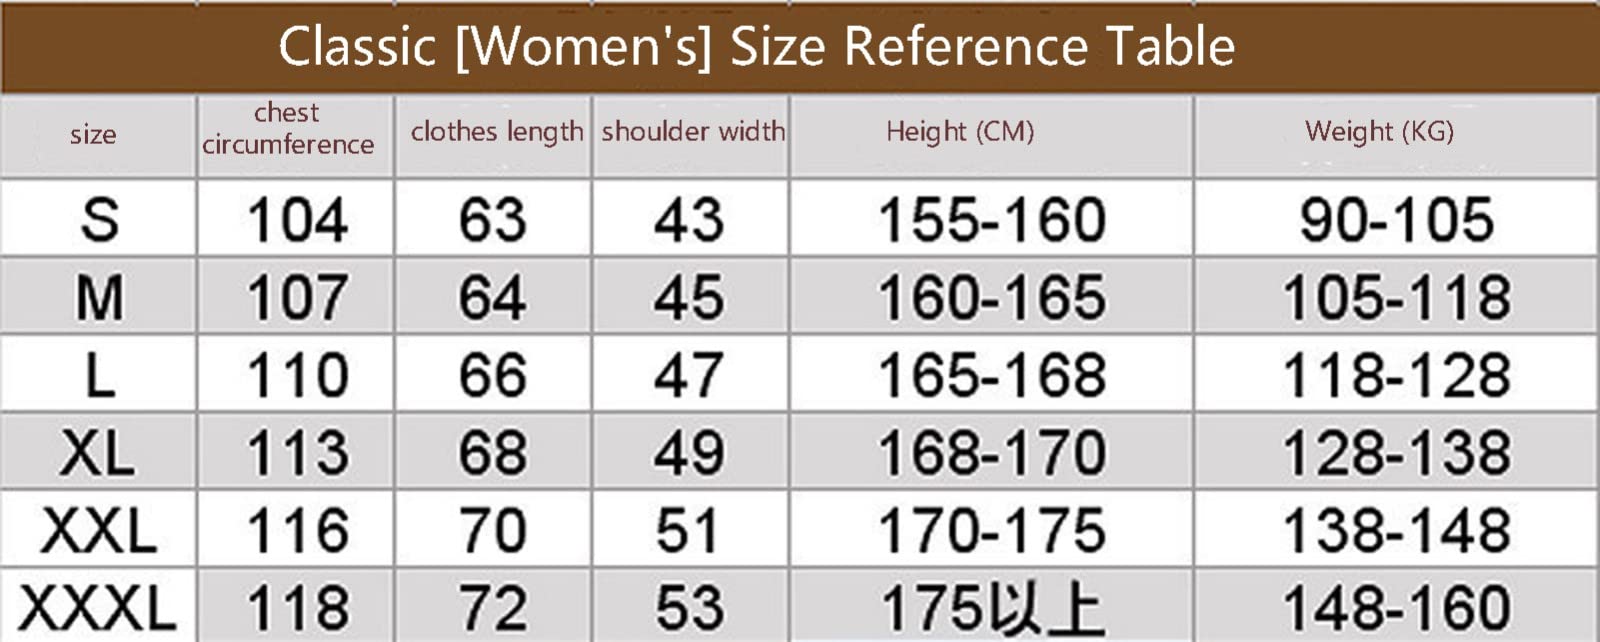 Classic [Women's] Size Reference Table
size chest circumference clothes length shoulder width Height (CM) Weight (KG)
S 104 63 43 155-160 90-105
M 107 64 45 160-165 105-118
L 110 66 47 165-168 118-128
XL 113 68 49 168-170 128-138
XXL 116 70 51 170-175 138-148
XXXL 118 72 53 175以上 148-160